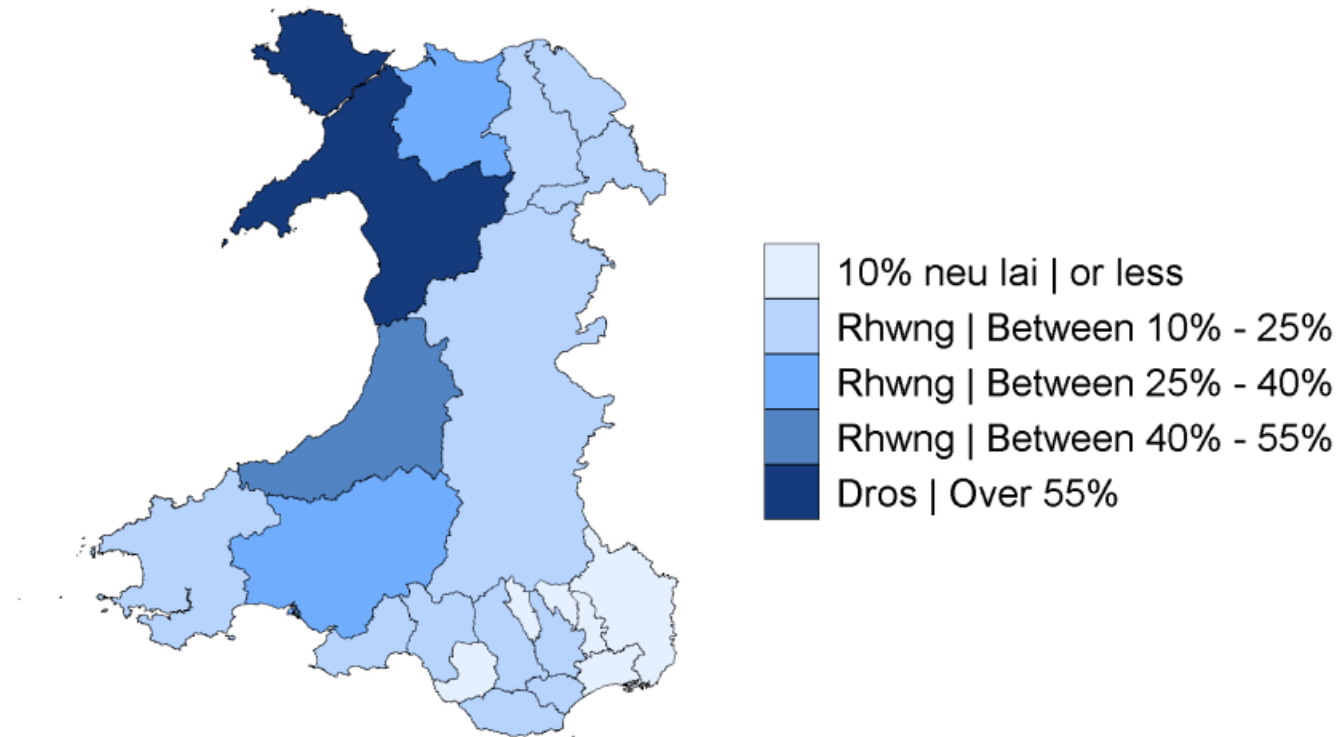 10% neu lai | or less
Rhwng | Between 10% - 25%
Rhwng | Between 25% - 40%
Rhwng | Between 40% - 55%
Dros | Over 55%